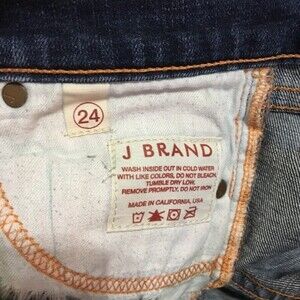 24
J BRAND
WASH INSIDE OUT IN COLD WATER
WITH LIKE COLORS, DO NOT BLEACH,
TUMBLE DRY LOW,
REMOVE PROMPTLY, DO NOT IRON
MADE IN CALIFORNIA, USA